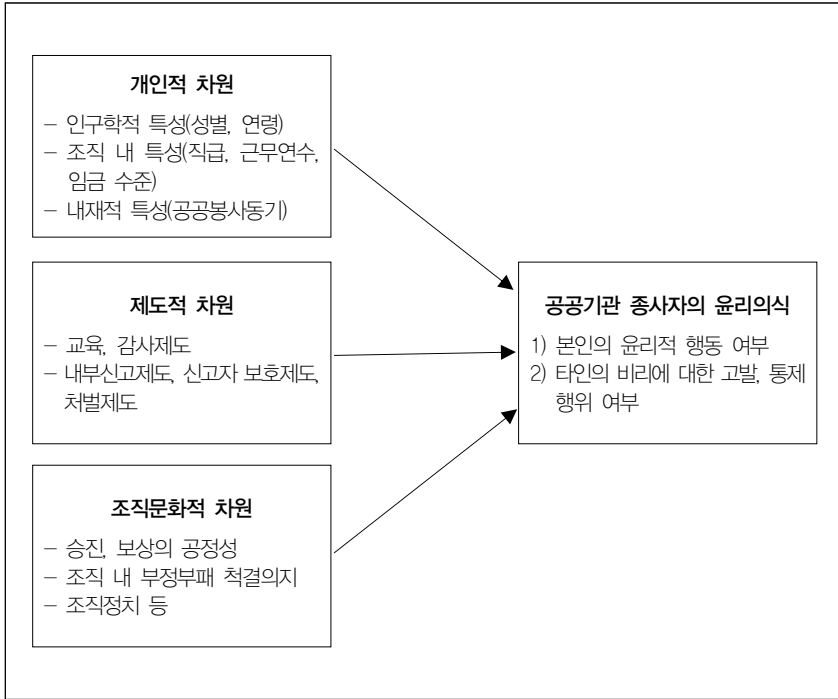 개인적 차원
– 인구학적 특성(성별, 연령)
– 조직 내 특성(직급, 근무연수,
임금 수준)
– 내재적 특성(공공봉사동기)
제도적 차원
– 교육, 감사제도
– 내부신고제도, 신고자 보호제도,
처벌제도
조직문화적 차원
– 승진, 보상의 공정성
– 조직 내 부정부패 척결의지
– 조직정치 등
공공기관 종사자의 윤리의식
1) 본인의 윤리적 행동 여부
2) 타인의 비리에 대한 고발, 통제
행위 여부